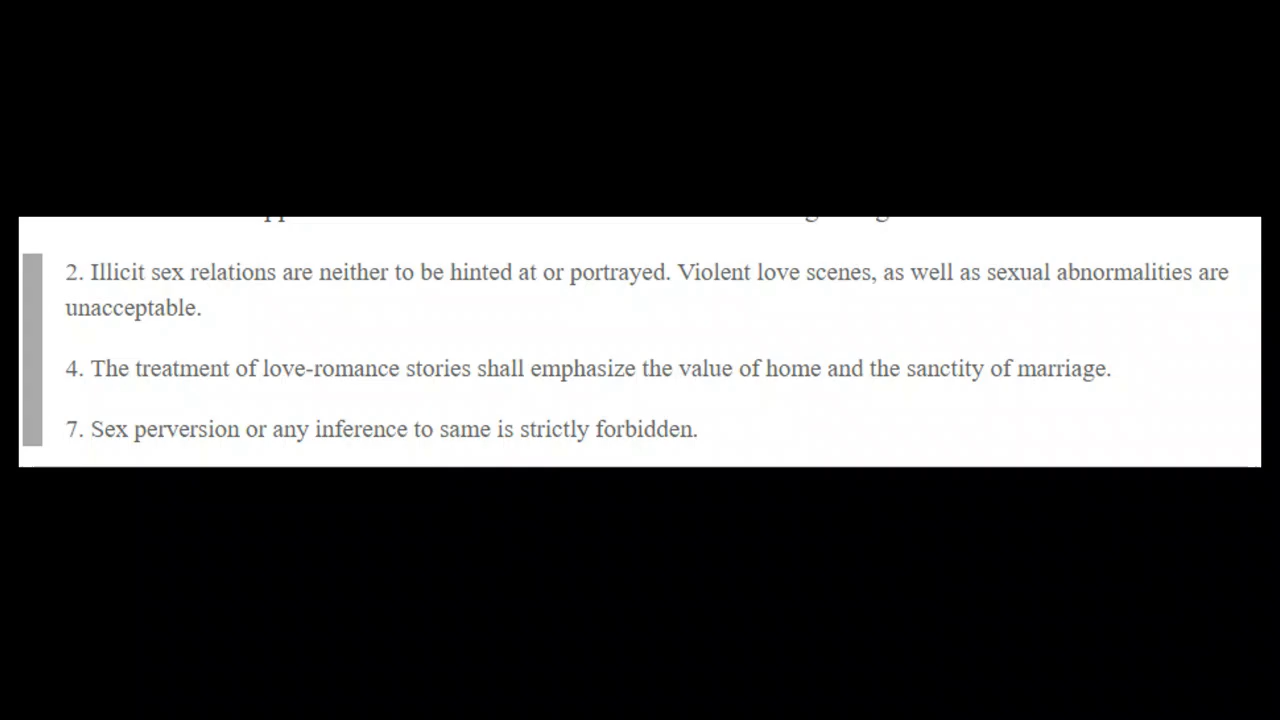 2. Illicit sex relations are neither to be hinted at or portrayed. Violent love scenes, as well as sexual abnormalities are
unacceptable.
4. The treatment of love-romance stories shall emphasize the value of home and the sanctity of marriage.
7. Sex perversion or any inference to same is strictly forbidden.